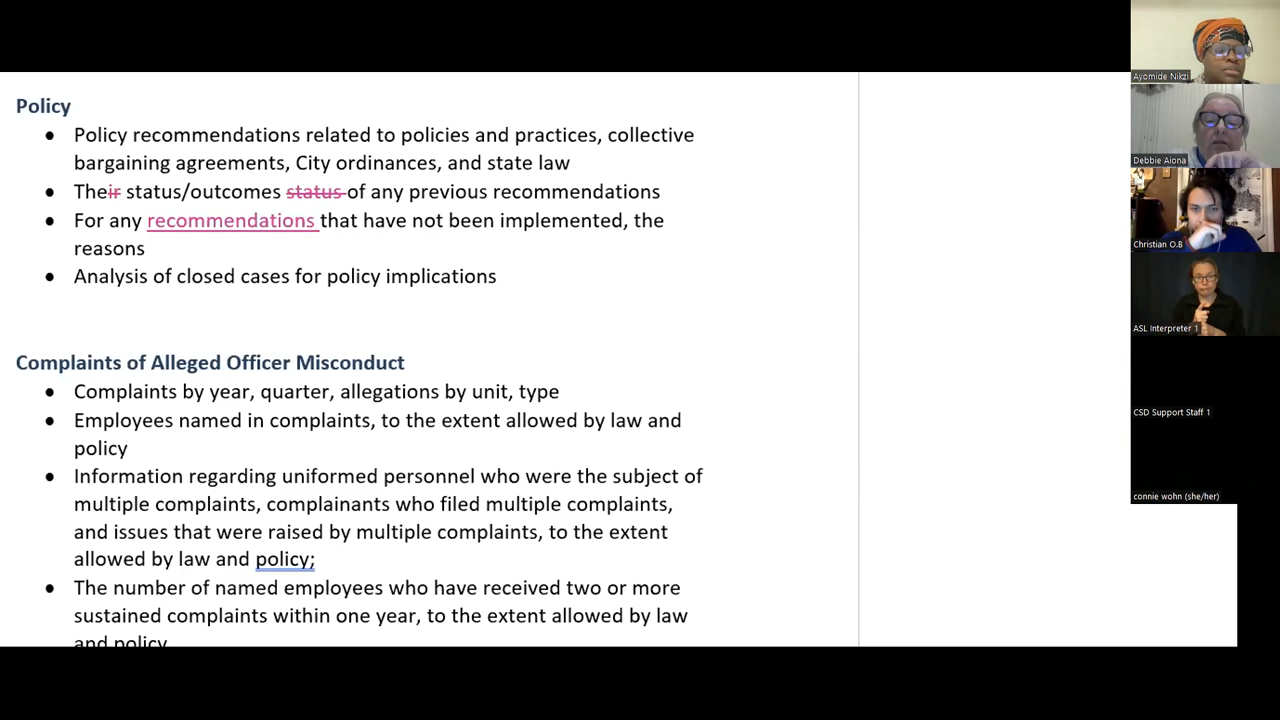 Policy
• Policy recommendations related to policies and practices, collective
bargaining agreements, City ordinances, and state law
• Their status/outcomes status of any previous recommendations
• For any recommendations that have not been implemented, the
reasons
• Analysis of closed cases for policy implications
Complaints of Alleged Officer Misconduct
• Complaints by year, quarter, allegations by unit, type
• Employees named in complaints, to the extent allowed by law and
policy
• Information regarding uniformed personnel who were the subject of
multiple complaints, complainants who filed multiple complaints,
and issues that were raised by multiple complaints, to the extent
allowed by law and policy;
• The number of named employees who have received two or more
sustained complaints within one year, to the extent allowed by law
and policy
Ayomide Nikzi
Debbie Aiona
Christian O.B
ASL Interpreter 1
CSD Support Staff 1
connie wohn (she/her)